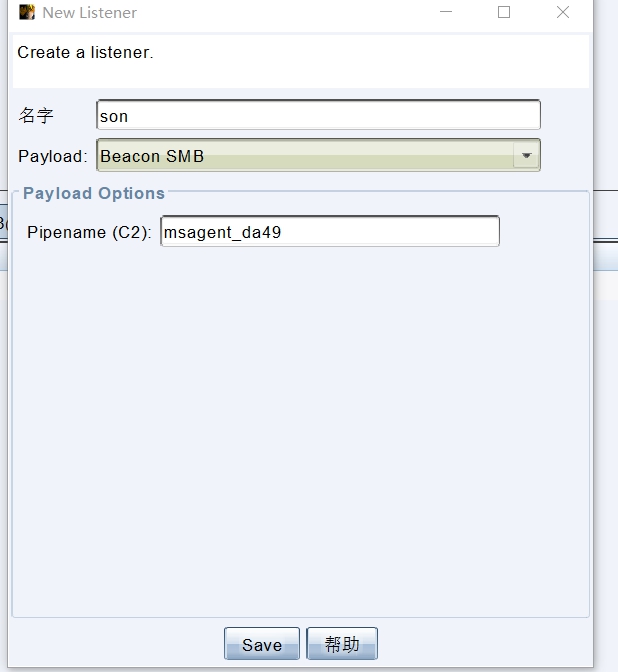 New Listener
Create a listener.
名字 son
Payload: Beacon SMB
Payload Options
Pipename (C2): msagent_da49
Save 帮助